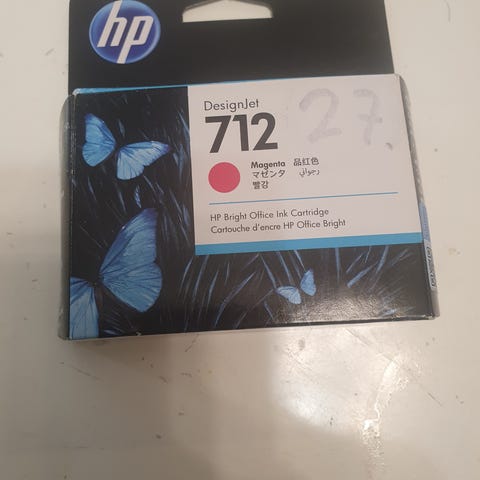 hp
DesignJet
712 27
Magenta 品红色
マゼンタ أرجواني
빨강
HP Bright Office Ink Cartridge
Cartouche d'encre HP Office Bright